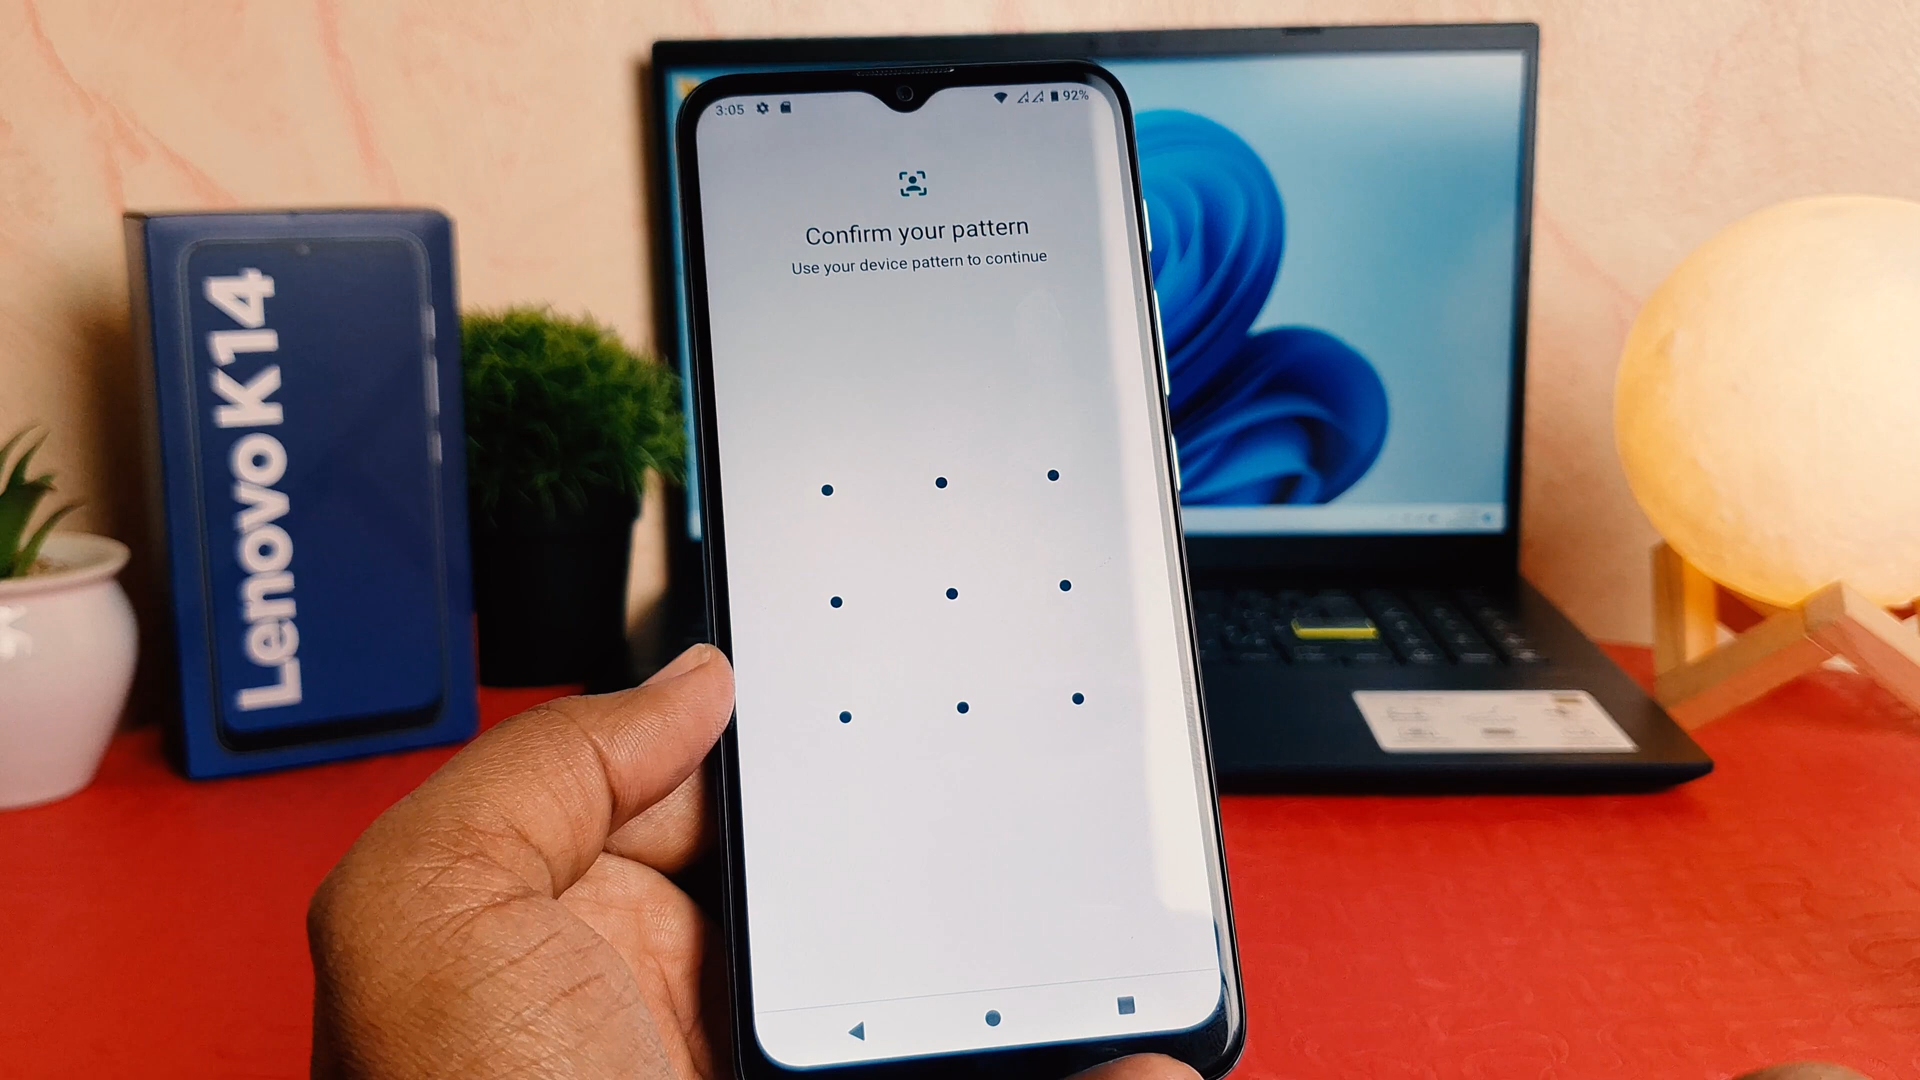 Lenovo K14
3:05
92%
Confirm your pattern
Use your device pattern to continue